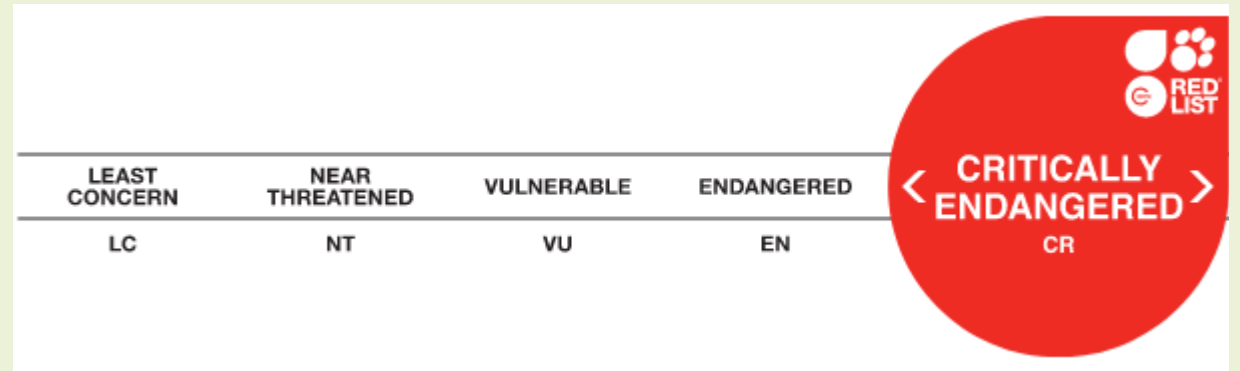 RED
LIST
LEAST
CONCERN
NEAR
THREATENED
VULNERABLE
ENDANGERED
< CRITICALLY
ENDANGERED >
LC
NT
VU
EN
CR